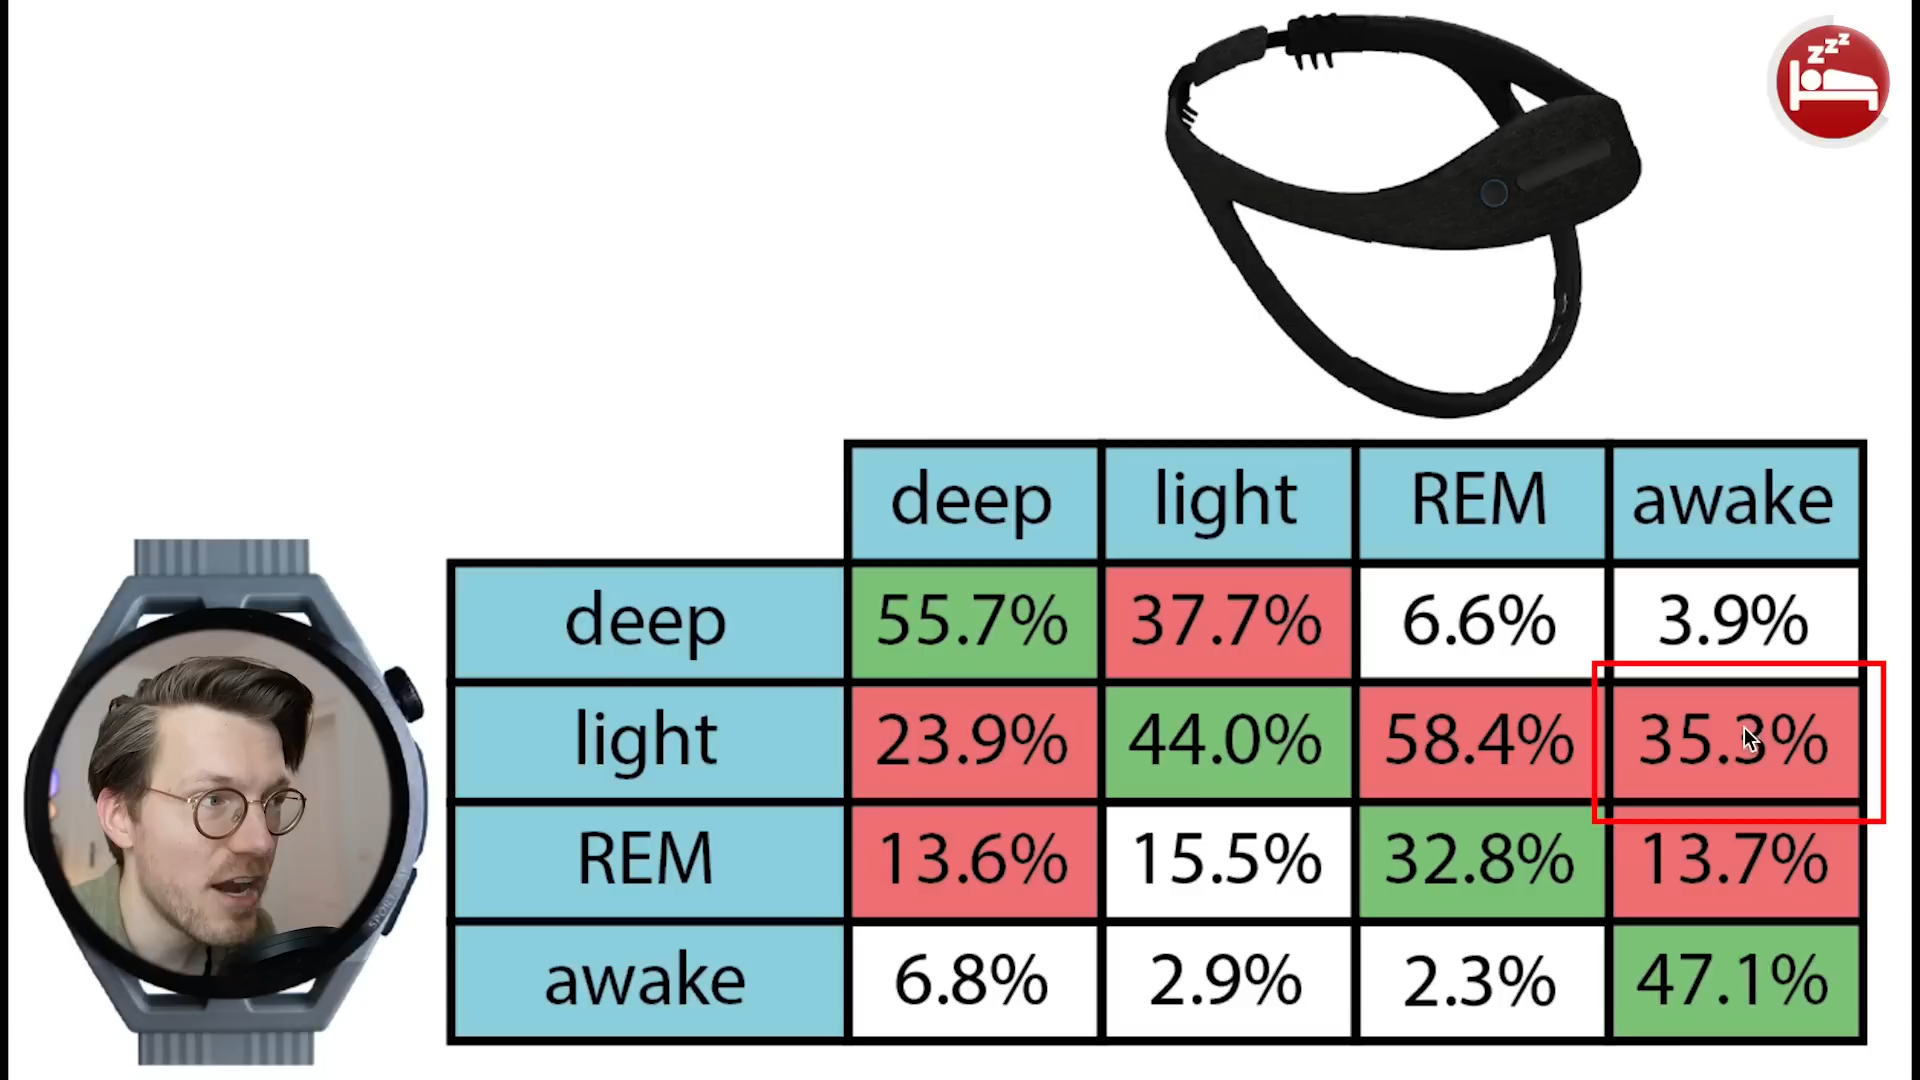 zzz
deep light REM awake
deep 55.7% 37.7% 6.6% 3.9%
light 23.9% 44.0% 58.4% 35.3%
REM 13.6% 15.5% 32.8% 13.7%
awake 6.8% 2.9% 2.3% 47.1%